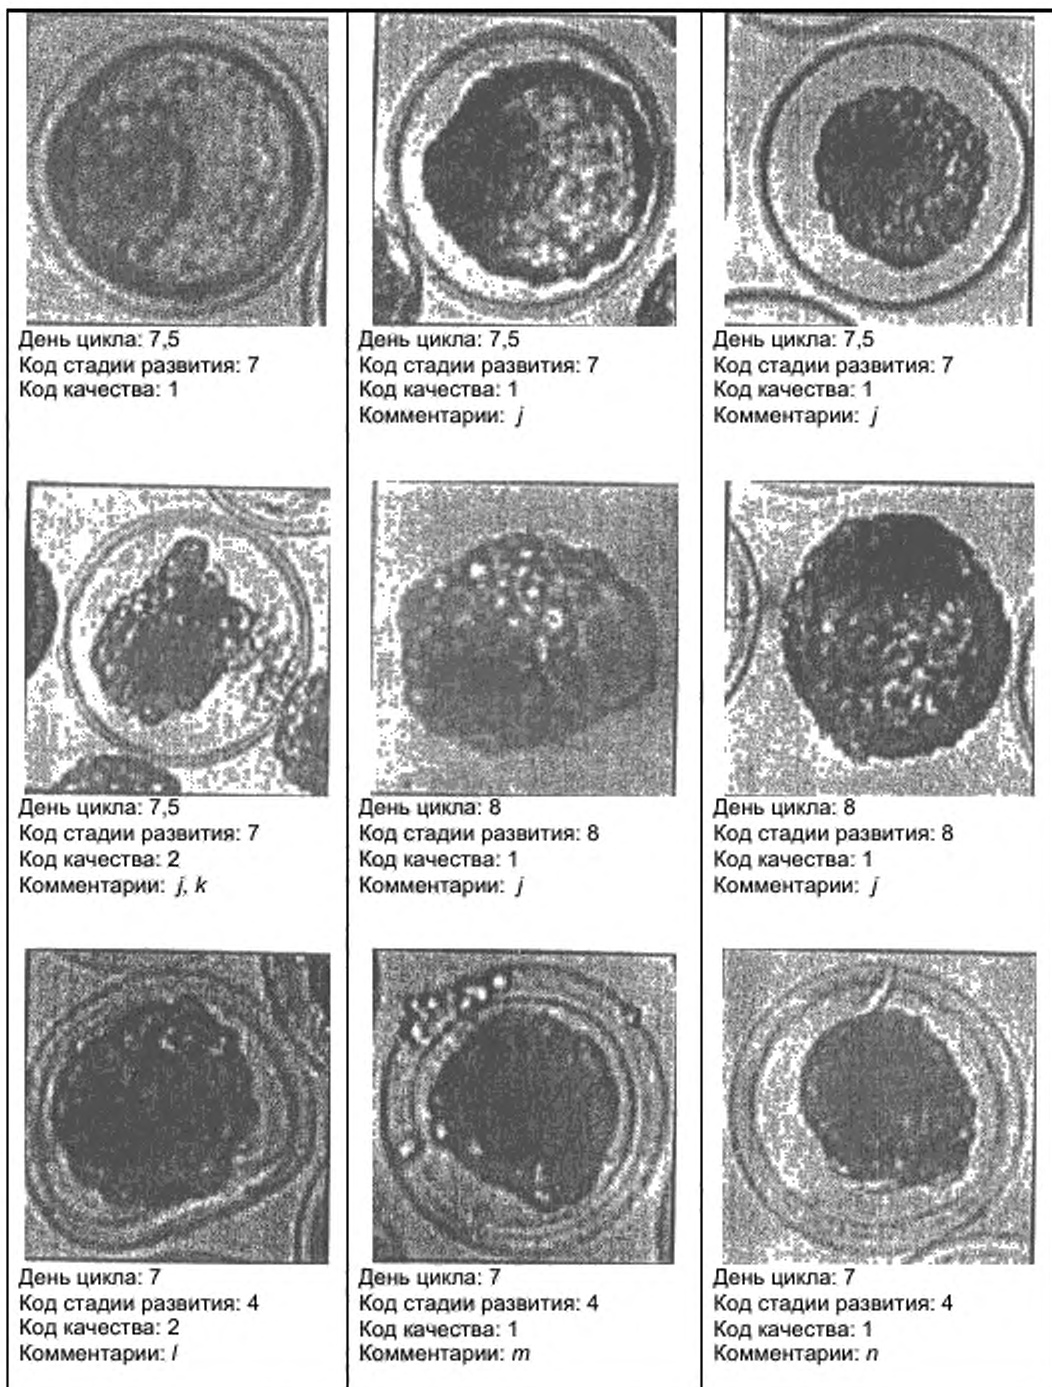 День цикла: 7,5
Код стадии развития: 7
Код качества: 1
День цикла: 7,5
Код стадии развития: 7
Код качества: 1
Комментарии: j
День цикла: 7,5
Код стадии развития: 7
Код качества: 1
Комментарии: j
День цикла: 7,5
Код стадии развития: 7
Код качества: 2
Комментарии: j, k
День цикла: 8
Код стадии развития: 8
Код качества: 1
Комментарии: j
День цикла: 8
Код стадии развития: 8
Код качества: 1
Комментарии: j
День цикла: 7
Код стадии развития: 4
Код качества: 2
Комментарии: l
День цикла: 7
Код стадии развития: 4
Код качества: 1
Комментарии: m
День цикла: 7
Код стадии развития: 4
Код качества: 1
Комментарии: n